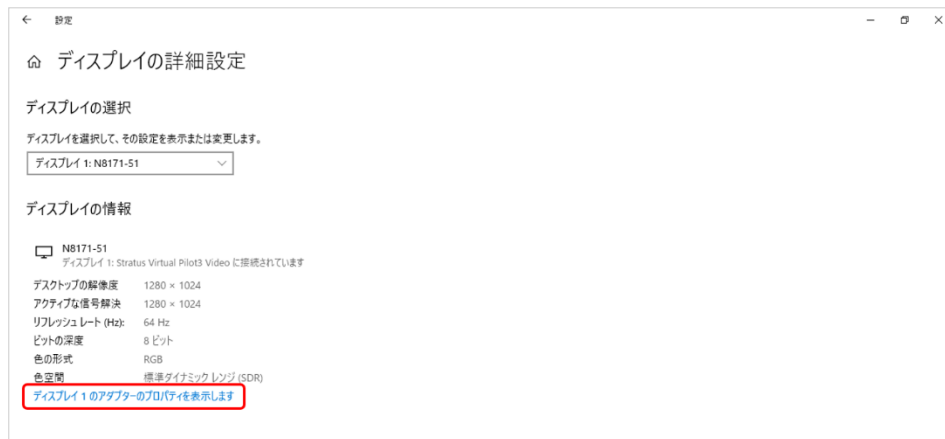 設定
ディスプレイの詳細設定
ディスプレイの選択
ディスプレイを選択して、その設定を表示または変更します。
ディスプレイ 1: N8171-51
ディスプレイの情報
N8171-51
ディスプレイ 1: Stratus Virtual Pilot3 Video に接続されています
デスクトップの解像度 1280 × 1024
アクティブな信号解決 1280 × 1024
リフレッシュ レート (Hz): 64 Hz
ビットの深度 8 ビット
色の形式 RGB
色空間 標準ダイナミック レンジ (SDR)
ディスプレイ 1 のアダプターのプロパティを表示します